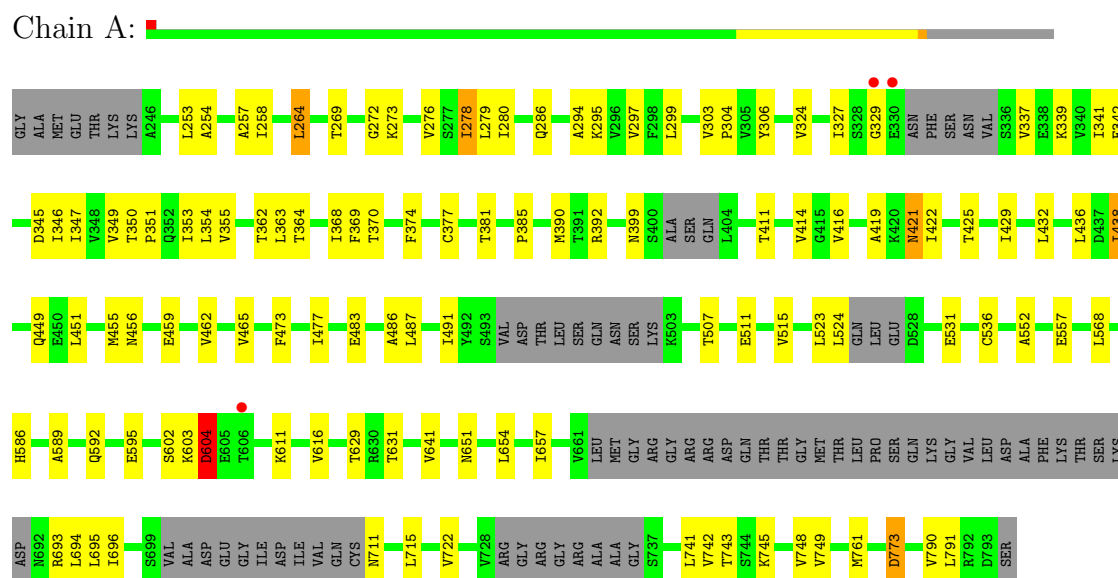 Chain A:
GLY ALA MET GLU THR LYS LYS A246 L253 A254 A257 I258 L264 T269 G272 K273 V276 S277 I278 L279 I280 Q286 A294 K295 V296 V297 F298 L299 V303 P304 V305 Y306 V324 I327 S328 G329 E330 ASN PHE SER ASN VAL S336 V337 E338 K339 V340 I341
D345 I346 I347 V348 V349 T350 P351 Q352 I353 L354 V355 T362 L363 T364 I368 F369 T370 F374 C377 T381 P385 M390 T391 R392 N399 S400 ALA SER GLN L404 T411 V414 G415 V416 A419 K420 N421 I422 T425 I429 L432 L436 D437
Q449 E450 L451 M455 N456 E459 V462 V465 F473 I477 E483 A486 L487 I491 Y492 S493 VAL ASP THR LEU SER GLN ASN SER LYS K503 T507 E511 V515 L523 L524 GLN LEU GLU D528 E531 C536 A552 E557 L568
H586 A589 Q592 E595 S602 K603 D604 E605 T606 K611 V616 T629 R630 T631 V641 N651 L654 I657 V661 LEU MET GLY ARG GLY ARG ARG ASP GLN THR THR GLY MET THR LEU PRO SER GLN LYS GLY VAL LEU ASP ALA PHE LYS THR SER
ASP N692 R693 L694 L695 I696 S699 VAL ALA ASP GLU GLY ILE ASP ILE VAL GLN CYS N711 L715 V722 V728 ARG GLY ARG GLY ARG ALA ALA GLY S737 L741 V742 T743 S744 K745 V748 V749 M761 D773 V790 L791 R792 D793 SER